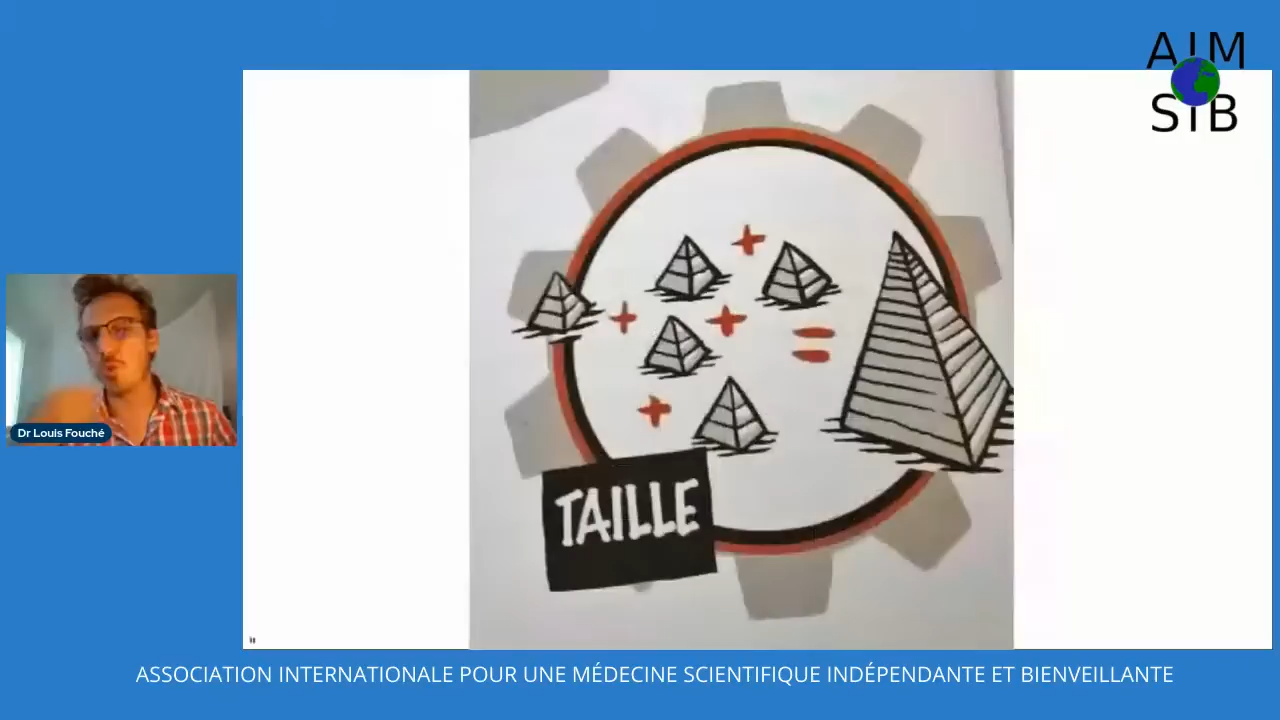 AIM
SIB
TAILLE
Dr Louis Fouché
ASSOCIATION INTERNATIONALE POUR UNE MÉDECINE SCIENTIFIQUE INDÉPENDANTE ET BIENVEILLANTE